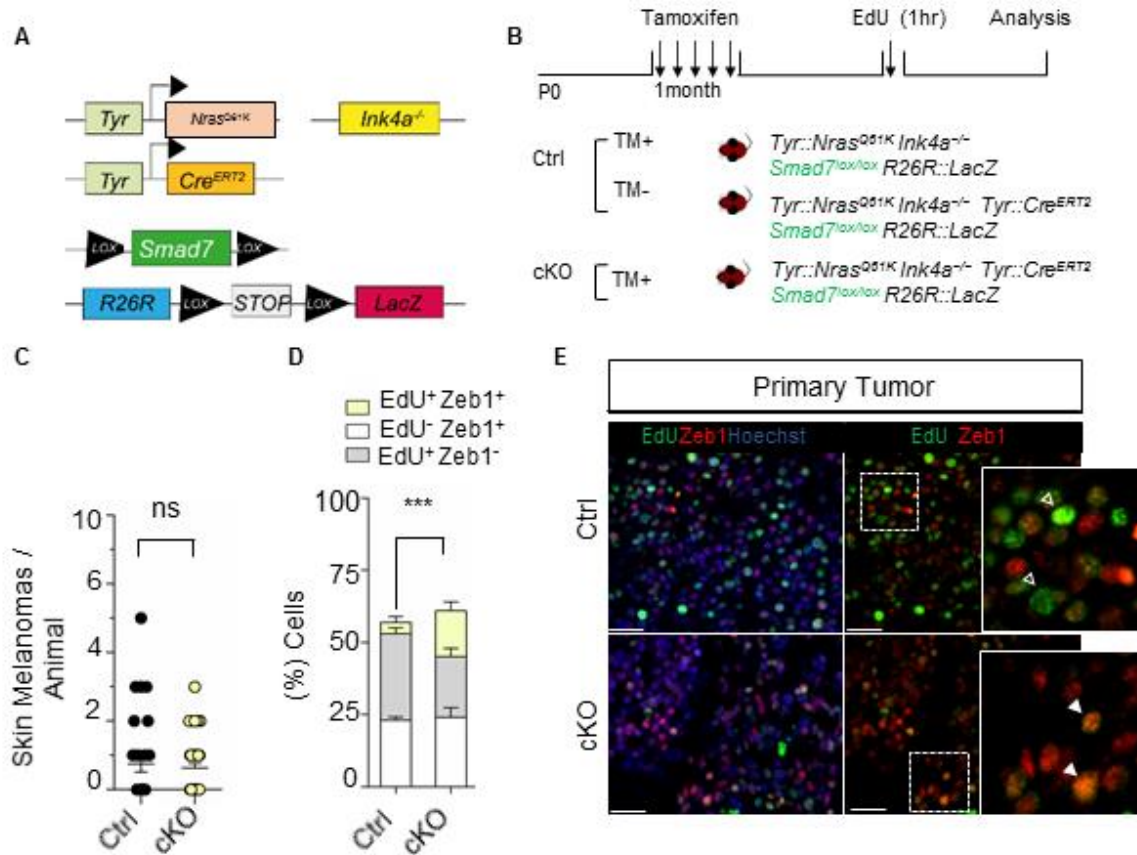 A
Tyr
Nras^Q61K
Ink4a^-/-
Tyr
Cre^ERT2
LOX
Smad7
LOX
R26R
LOX
STOP
LOX
LacZ
B
Tamoxifen
EdU (1hr)
Analysis
P0
1month
Ctrl
TM+
Tyr::Nras^Q61K Ink4a^-/-
Smad7^lox/lox R26R::LacZ
TM-
Tyr::Nras^Q61K Ink4a^-/- Tyr::Cre^ERT2
Smad7^lox/lox R26R::LacZ
cKO
TM+
Tyr::Nras^Q61K Ink4a^-/- Tyr::Cre^ERT2
Smad7^lox/lox R26R::LacZ
C
Skin Melanomas /
Animal
10
6
2
2
0
ns
Ctrl
cKO
D
EdU+ Zeb1+
EdU- Zeb1+
EdU+ Zeb1-
(%) Cells
100
75
50
25
0
***
Ctrl
cKO
E
Primary Tumor
EdU Zeb1 Hoechst
EdU Zeb1
Ctrl
cKO